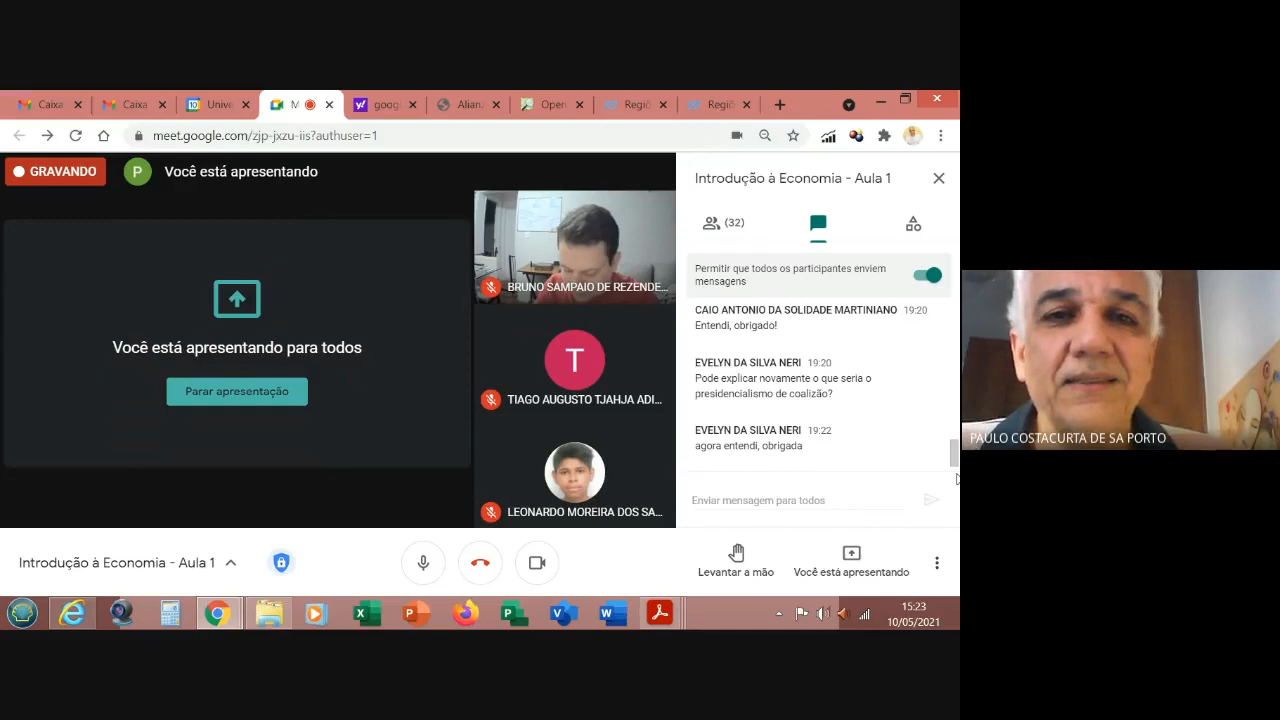 Caixa
Caixa
Unive
M
goog
Alian
Open
Regiõ
Regiõ
meet.google.com/zjp-jxzu-iis?authuser=1
GRAVANDO
P
Você está apresentando
Introdução à Economia - Aula 1
(32)
Permitir que todos os participantes enviem
mensagens
CAIO ANTONIO DA SOLIDADE MARTINIANO 19:20
Entendi, obrigado!
EVELYN DA SILVA NERI 19:20
Pode explicar novamente o que seria o
presidencialismo de coalizão?
EVELYN DA SILVA NERI 19:22
agora entendi, obrigada
Enviar mensagem para todos
Você está apresentando para todos
Parar apresentação
BRUNO SAMPAIO DE REZENDE...
T
TIAGO AUGUSTO TJAHJA ADI...
LEONARDO MOREIRA DOS SA...
PAULO COSTACURTA DE SA PORTO
Introdução à Economia - Aula 1
Levantar a mão
Você está apresentando
15:23
10/05/2021